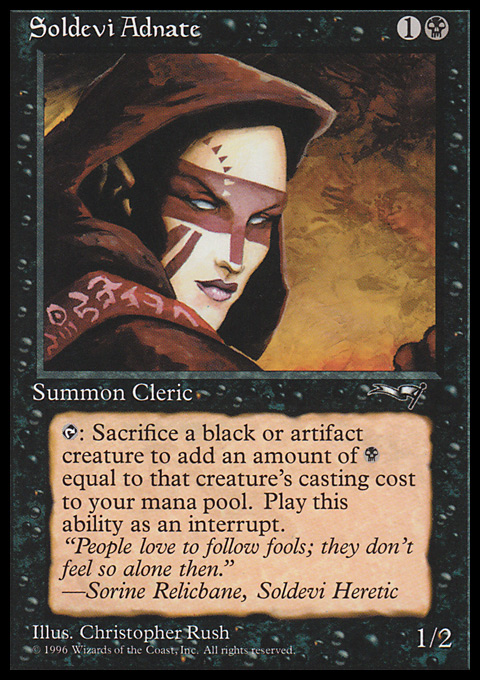 Soldevi Adnate 1
Summon Cleric
: Sacrifice a black or artifact
creature to add an amount of
equal to that creature's casting cost
to your mana pool. Play this
ability as an interrupt.
"People love to follow fools; they don't
feel so alone then."
—Sorine Relicbane, Soldevi Heretic
Illus. Christopher Rush
1/2
© 1996 Wizards of the Coast, Inc. All rights reserved.